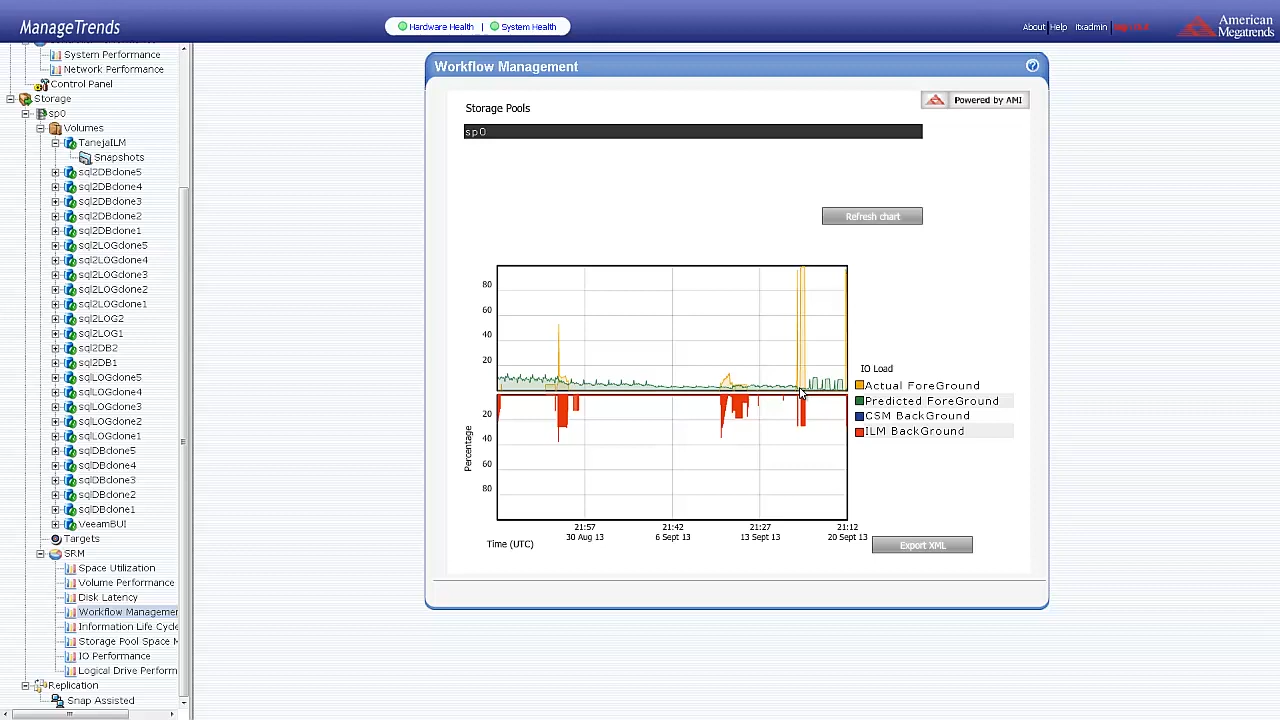 ManageTrends
Hardware Health | System Health
About Help itxadmin
American
Megatrends
System Performance
Network Performance
Control Panel
Storage
sp0
Volumes
TanejaILM
Snapshots
sql2DBclone5
sql2DBclone4
sql2DBclone3
sql2DBclone2
sql2DBclone1
sql2LOGclone5
sql2LOGclone4
sql2LOGclone3
sql2LOGclone2
sql2LOGclone1
sql2LOG2
sql2LOG1
sql2DB2
sql2DB1
sqlLOGclone5
sqlLOGclone4
sqlLOGclone3
sqlLOGclone2
sqlLOGclone1
sqlDBclone5
sqlDBclone4
sqlDBclone3
sqlDBclone2
sqlDBclone1
VeeamBUI
Targets
SRM
Space Utilization
Volume Performance
Disk Latency
Workflow Managemen
Information Life Cycle
Storage Pool Space M
IO Performance
Logical Drive Perform
Replication
Snap Assisted
Workflow Management
Powered by AMI
Storage Pools
sp0
Refresh chart
80
60
40
20
20
40
60
80
Percentage
21:57 21:42 21:27 21:12
30 Aug 13 6 Sept 13 13 Sept 13 20 Sept 13
Time (UTC)
IO Load
Actual ForeGround
Predicted ForeGround
CSM BackGround
ILM BackGround
Export XML